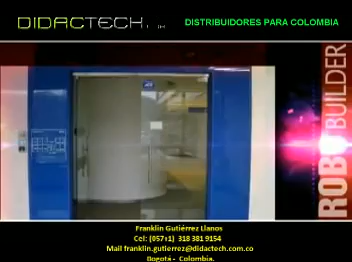 DIDACTECH
DISTRIBUIDORES PARA COLOMBIA
ROBOBUILDER
Franklin Gutiérrez Llanos
Cel: (057+1) 318 381 9154
Mail franklin.gutierrez@didactech.com.co
Bogotá - Colombia.